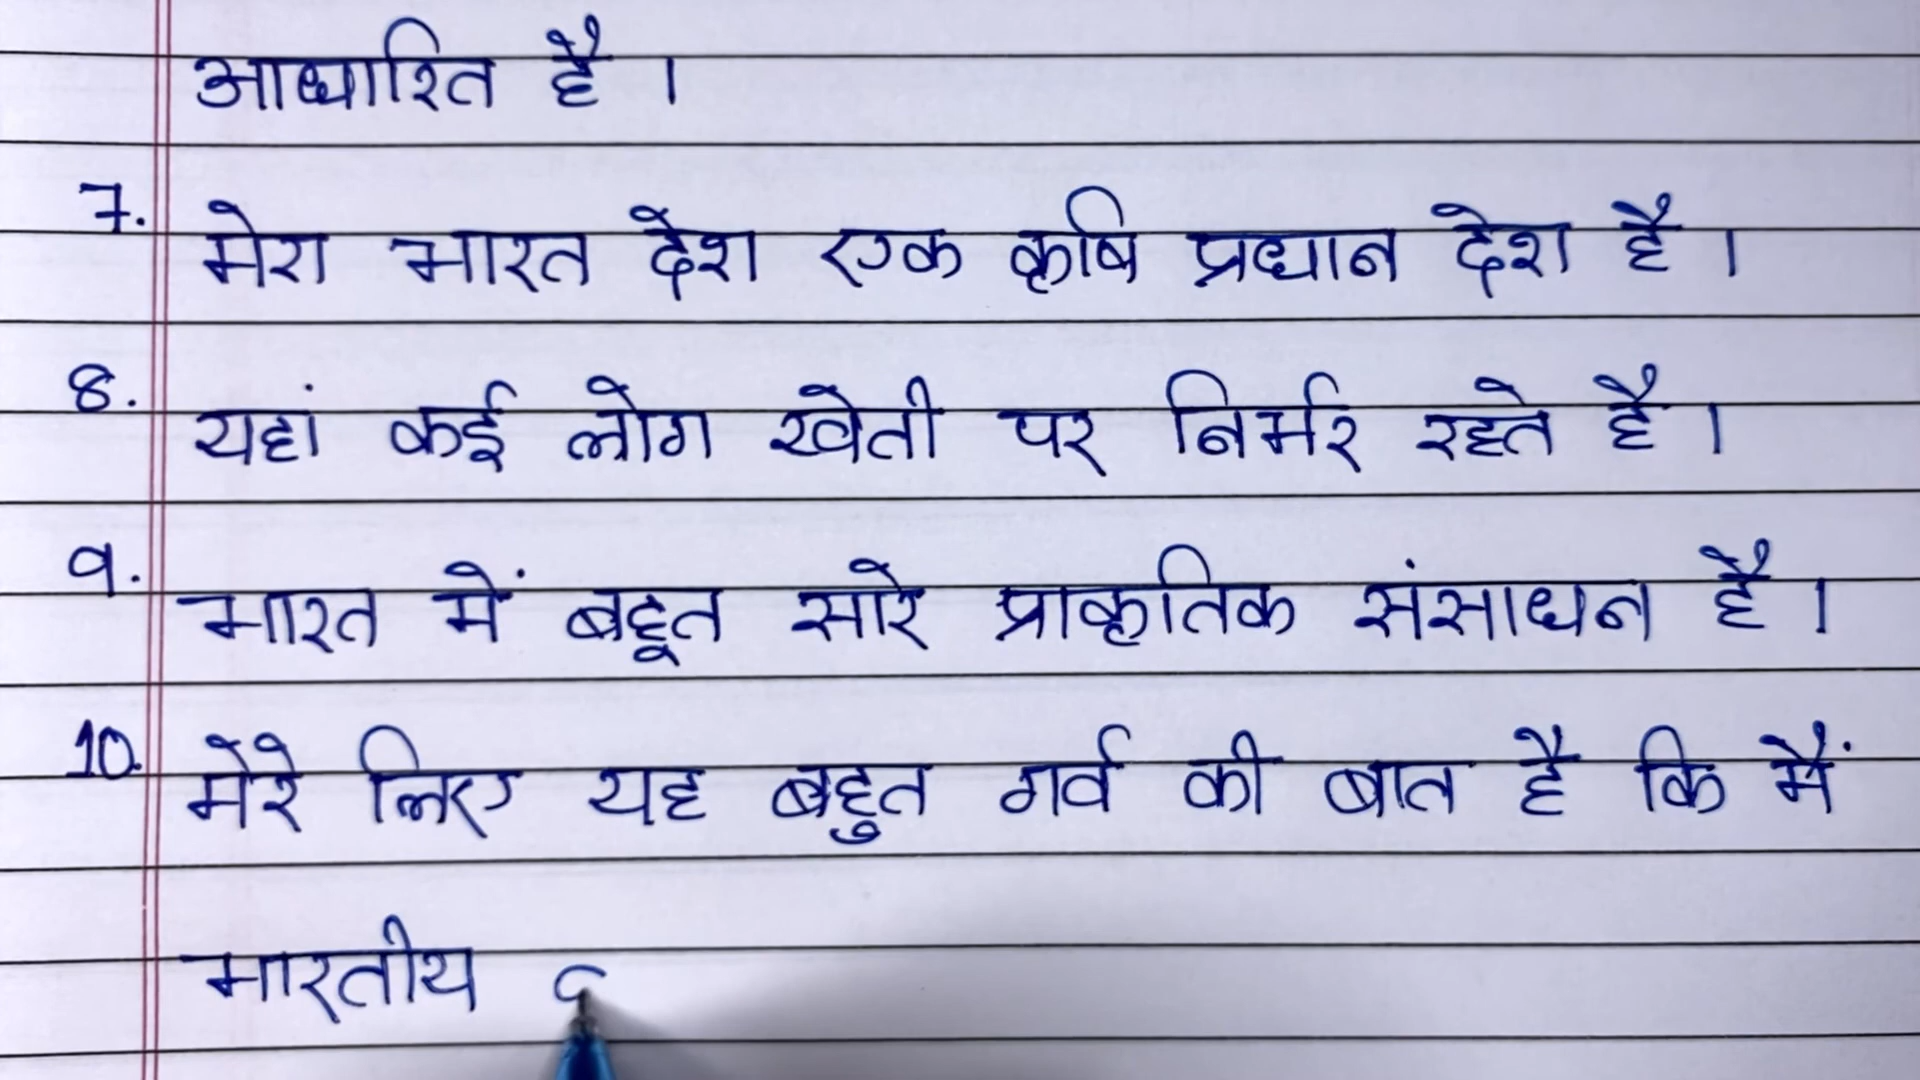 आधारित है ।
7. मेरा भारत देश एक कृषि प्रधान देश है ।
8. यहां कई लोग खेती पर निर्भर रहते है ।
9. भारत में बहूत सारे प्राकृतिक संसाधन है ।
10. मेरे लिए यह बहुत गर्व की बात है कि मैं
भारतीय